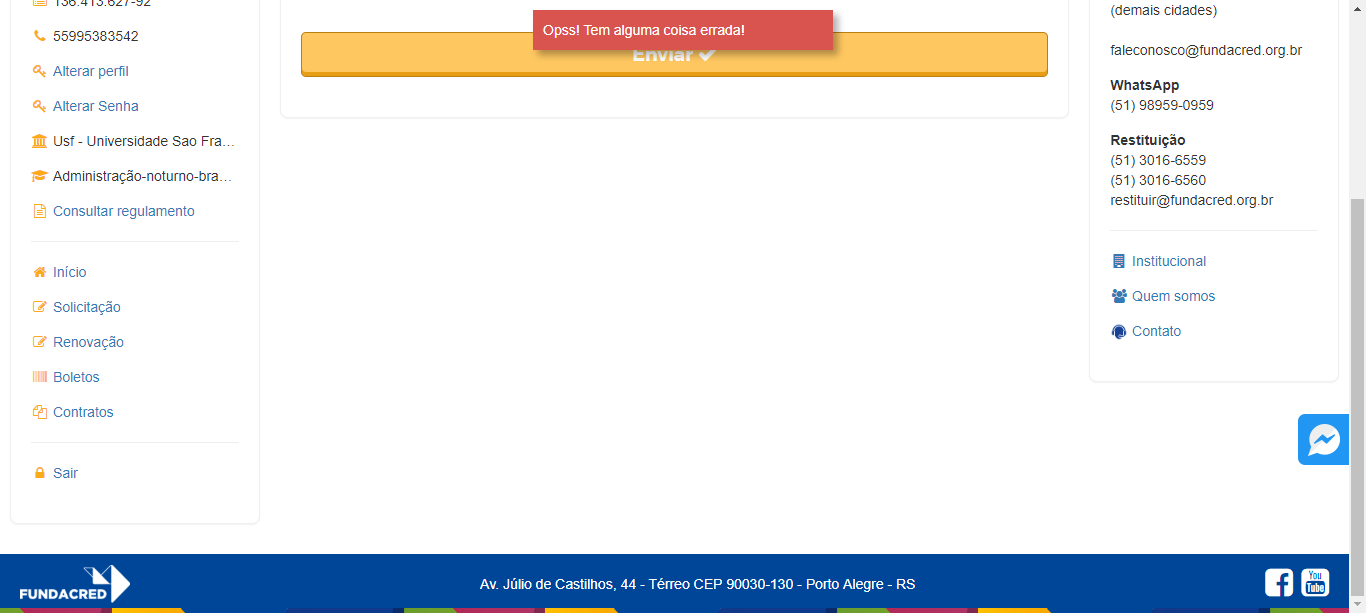 136.413.627-92
55995383542
Alterar perfil
Alterar Senha
Usf - Universidade Sao Fra...
Administração-noturno-bra...
Consultar regulamento
Início
Solicitação
Renovação
Boletos
Contratos
Sair
Opss! Tem alguma coisa errada!
Enviar
(demais cidades)
faleconosco@fundacred.org.br
WhatsApp
(51) 98959-0959
Restituição
(51) 3016-6559
(51) 3016-6560
restituir@fundacred.org.br
Institucional
Quem somos
Contato
FUNDACRED
Av. Júlio de Castilhos, 44 - Térreo CEP 90030-130 - Porto Alegre - RS
You
Tube